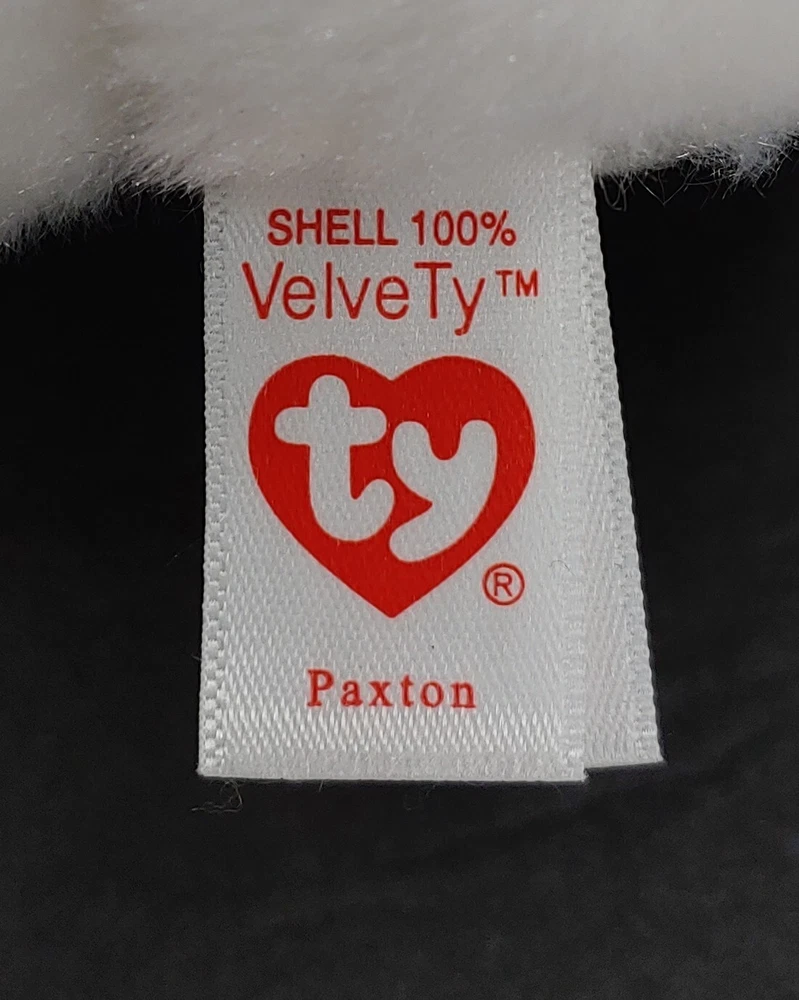 SHELL 100%
VelveTy™
ty
®
Paxton